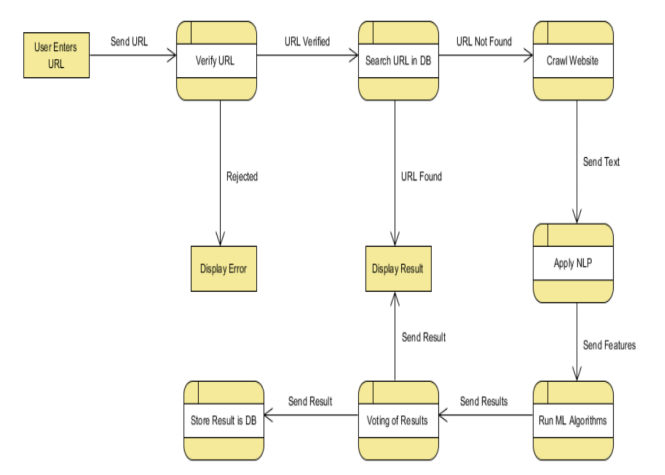 User Enters
URL
Send URL
Verify URL
URL Verified
Search URL in DB
URL Not Found
Crawl Website
Rejected
URL Found
Send Text
Display Error
Display Result
Apply NLP
Send Result
Send Features
Store Result is DB
Send Result
Voting of Results
Send Results
Run ML Algorithms